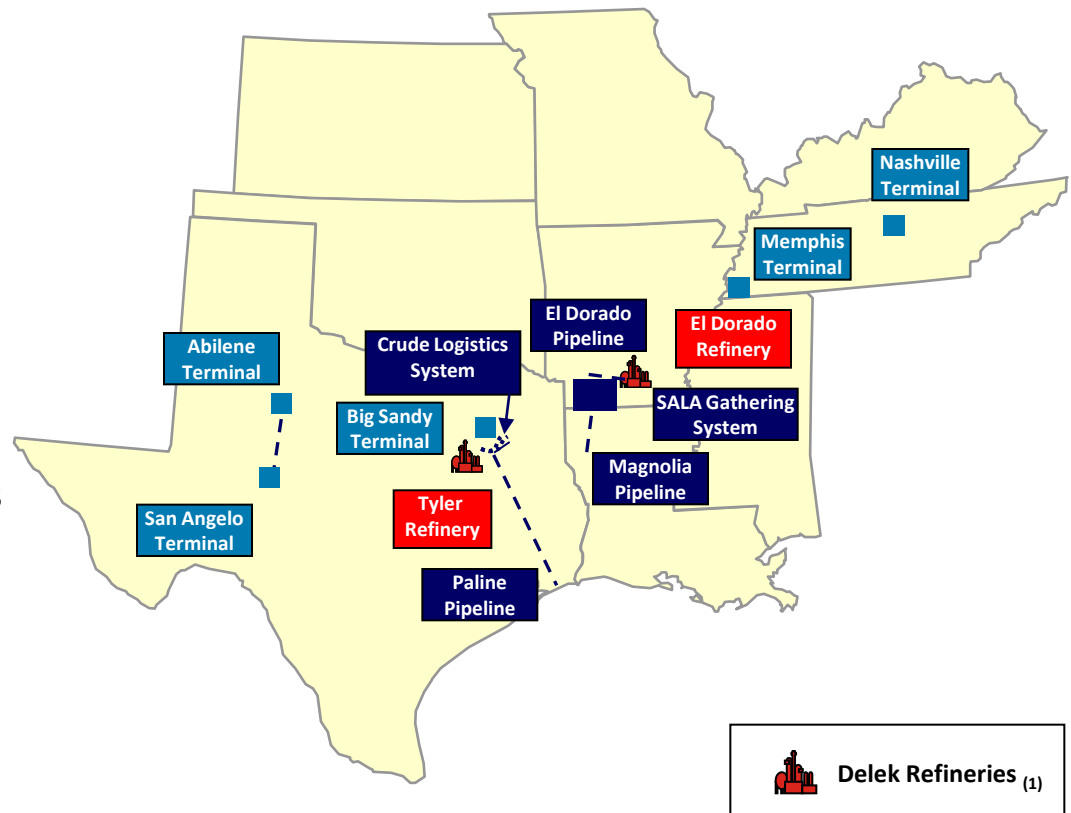 Nashville
Terminal
Memphis
Terminal
El Dorado
Pipeline
El Dorado
Refinery
Crude Logistics
System
Abilene
Terminal
SALA Gathering
System
Big Sandy
Terminal
Magnolia
Pipeline
Tyler
Refinery
San Angelo
Terminal
Paline
Pipeline
Delek Refineries (1)